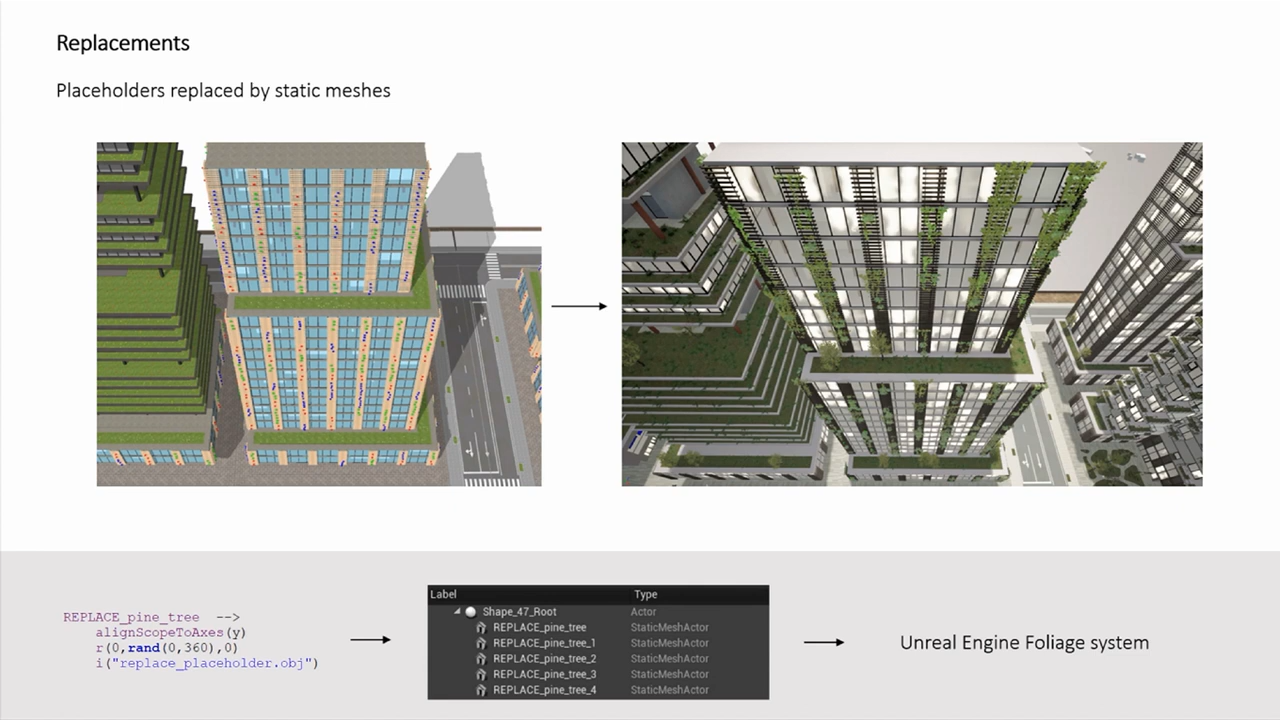 Replacements
Placeholders replaced by static meshes
REPLACE_pine_tree -->
alignScopeToAxes(y)
r(0,rand(0,360),0)
i("replace_placeholder.obj")
Label Type
Shape_47_Root Actor
REPLACE_pine_tree StaticMeshActor
REPLACE_pine_tree_1 StaticMeshActor
REPLACE_pine_tree_2 StaticMeshActor
REPLACE_pine_tree_3 StaticMeshActor
REPLACE_pine_tree_4 StaticMeshActor
Unreal Engine Foliage system